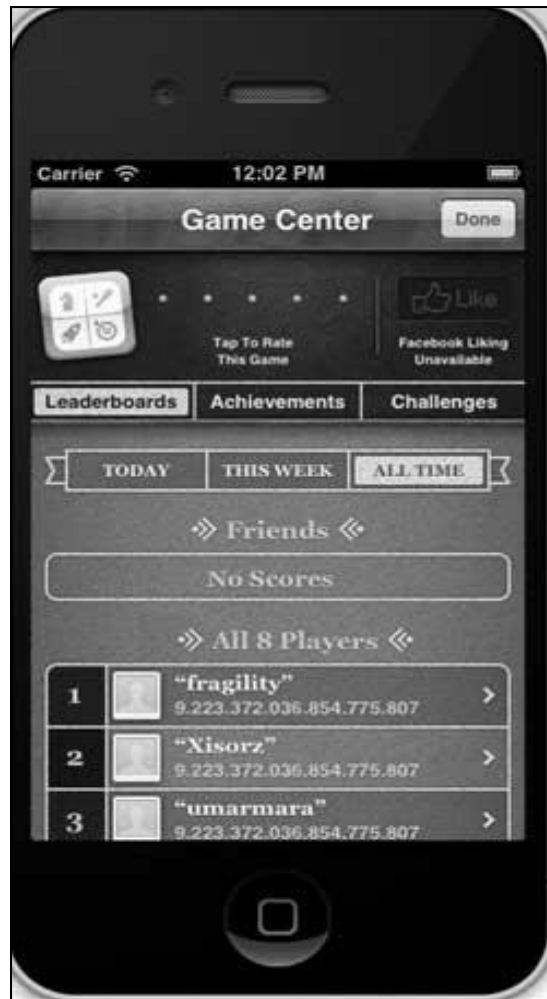 Carrier 12:02 PM
Game Center Done
Like
Tap To Rate
This Game
Facebook Liking
Unavailable
Leaderboards Achievements Challenges
TODAY THIS WEEK ALL TIME
Friends
No Scores
All 8 Players
1 “fragility”
9.223.372.036.854.775.807
2 “Xisorz”
9.223.372.036.854.775.807
3 “umarmara”
9.223.372.036.854.775.807